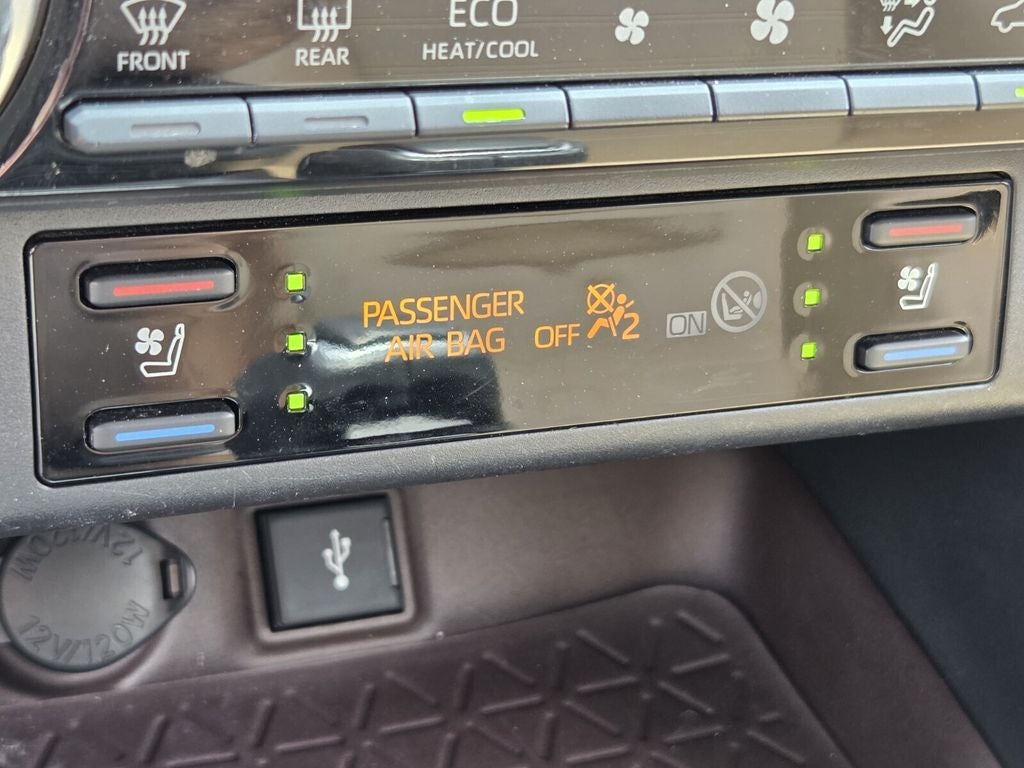 FRONT
REAR
ECO
HEAT/COOL
PASSENGER
AIR BAG OFF 2 ON
12V/120W
12V/120W